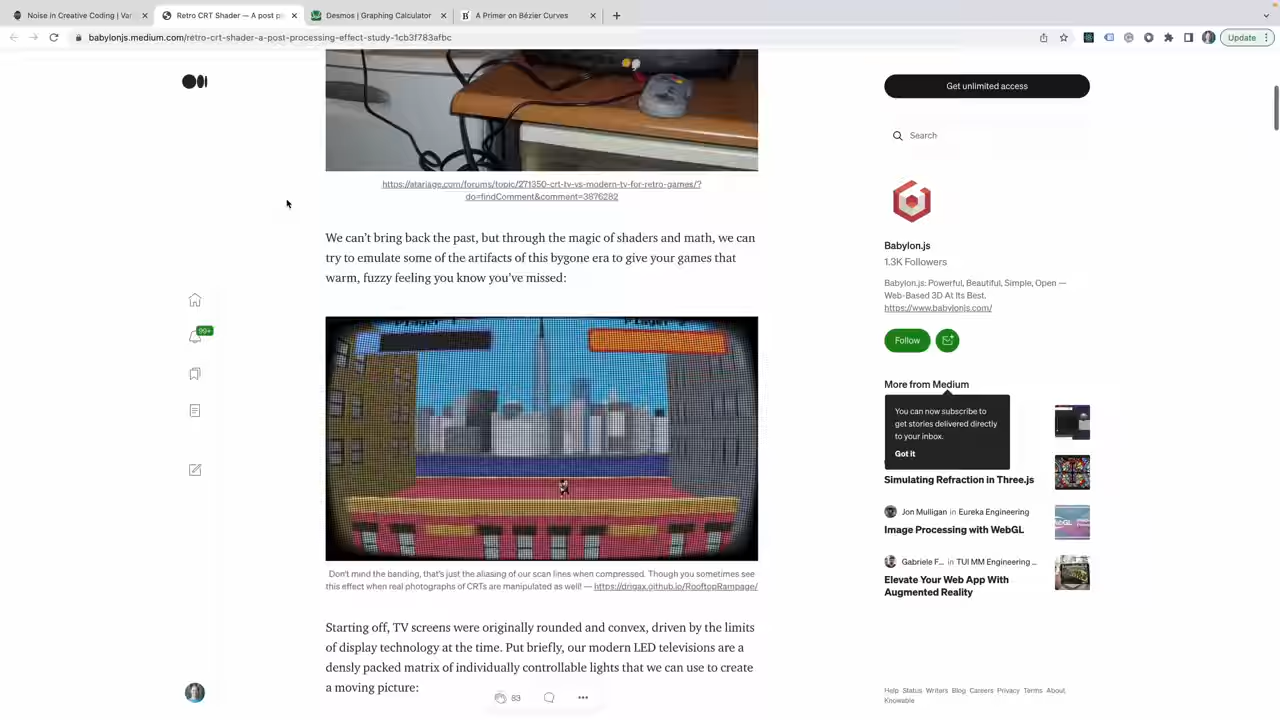 Noise in Creative Coding | Var
Retro CRT Shader — A post p
Desmos | Graphing Calculator
A Primer on Bézier Curves
babylonjs.medium.com/retro-crt-shader-a-post-processing-effect-study-1cb3f783afbc
Update
Get unlimited access
Search
https://atariage.com/forums/topic/271350-crt-tv-vs-modern-tv-for-retro-games/?
do=findComment&comment=3876282
We can't bring back the past, but through the magic of shaders and math, we can
try to emulate some of the artifacts of this bygone era to give your games that
warm, fuzzy feeling you know you've missed:
Babylon.js
1.3K Followers
Babylon.js: Powerful, Beautiful, Simple, Open —
Web-Based 3D At Its Best.
https://www.babylonjs.com/
99+
Follow
More from Medium
You can now subscribe to
get stories delivered directly
to your inbox.
Got it
Simulating Refraction in Three.js
Jon Mulligan in Eureka Engineering
Image Processing with WebGL
Gabriele F... in TUI MM Engineering ...
Elevate Your Web App With
Augmented Reality
Don't mind the banding, that's just the aliasing of our scan lines when compressed. Though you sometimes see
this effect when real photographs of CRTs are manipulated as well! — https://drigax.github.io/RooftopRampage/
Starting off, TV screens were originally rounded and convex, driven by the limits
of display technology at the time. Put briefly, our modern LED televisions are a
densely packed matrix of individually controllable lights that we can use to create
a moving picture:
83
Help Status Writers Blog Careers Privacy Terms About
Knowable